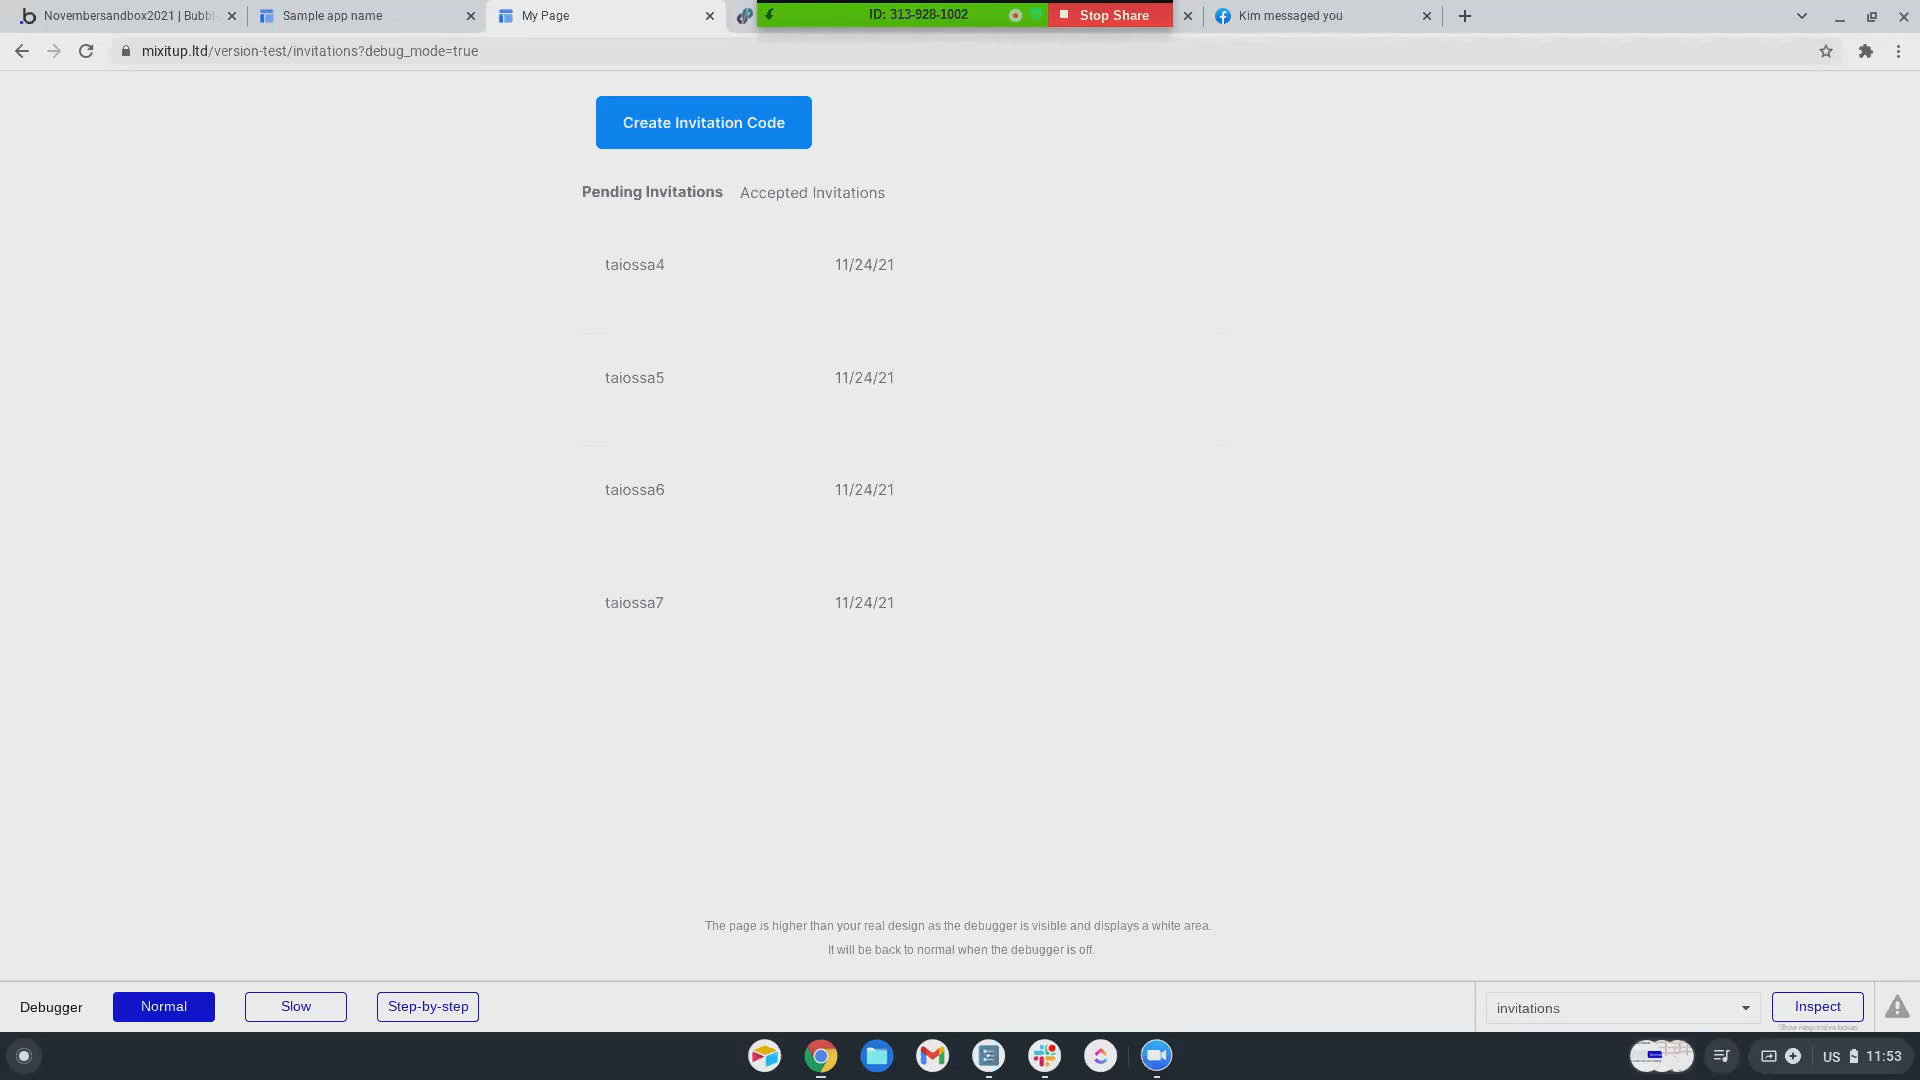 Novembersandbox2021 | Bubbl
Sample app name
My Page
ID: 313-928-1002
Stop Share
Kim messaged you
mixitup.ltd/version-test/invitations?debug_mode=true
Create Invitation Code
Pending Invitations Accepted Invitations
taiossa4 11/24/21
taiossa5 11/24/21
taiossa6 11/24/21
taiossa7 11/24/21
The page is higher than your real design as the debugger is visible and displays a white area.
It will be back to normal when the debugger is off.
Debugger Normal Slow Step-by-step invitations Inspect
Show responsive boxes
US 11:53